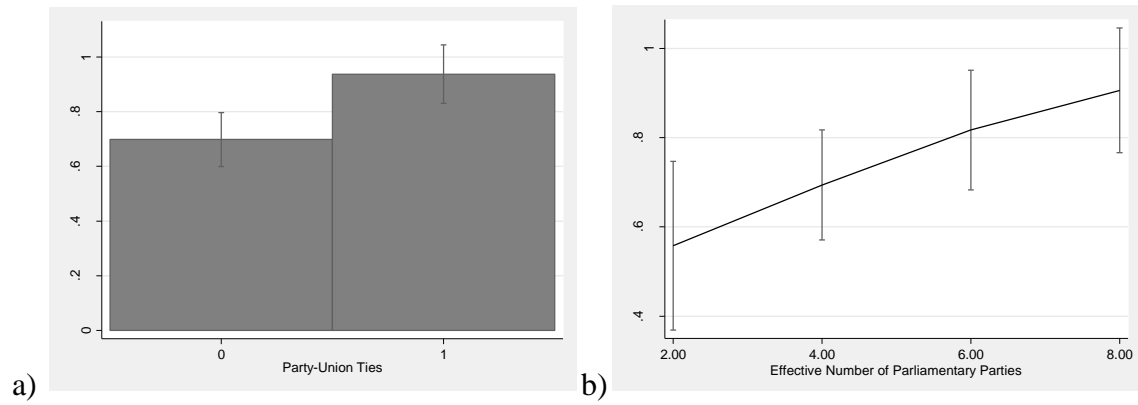 1
.8
.6
.4
.2
0
0 1
Party-Union Ties
a)
1
.8
.6
.4
2.00 4.00 6.00 8.00
Effective Number of Parliamentary Parties
b)